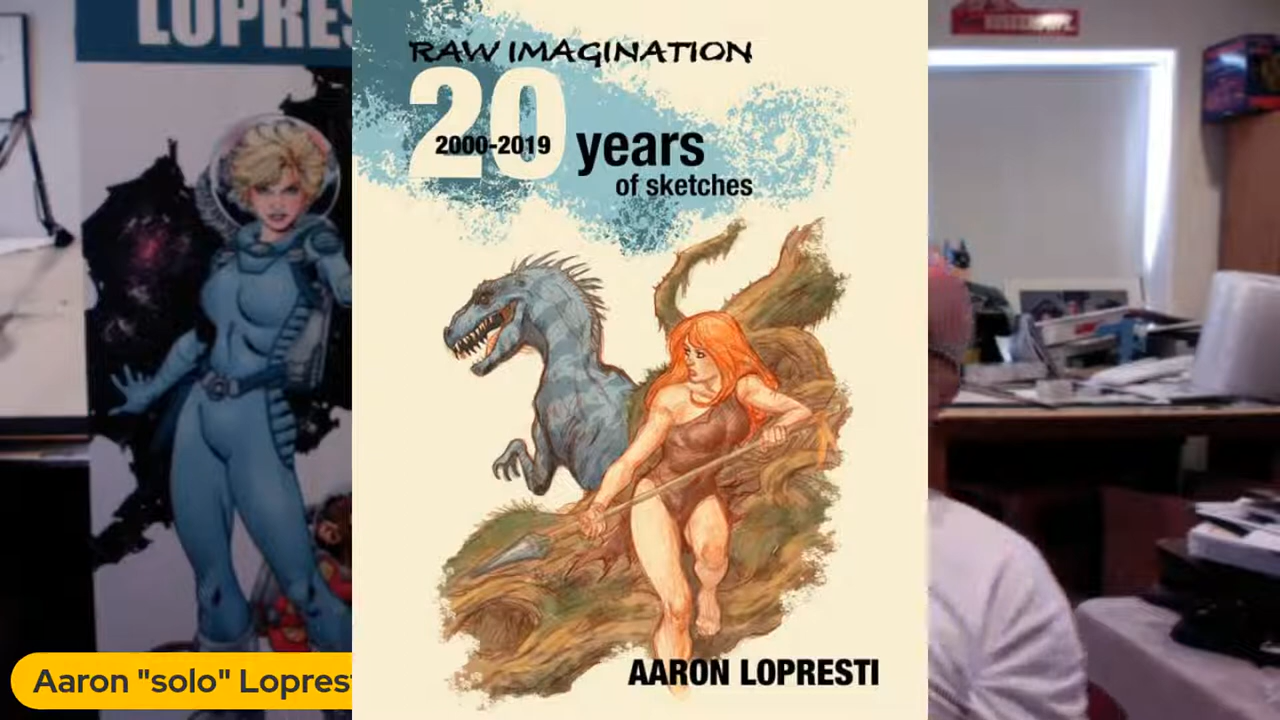 LOPRES
RAW IMAGINATION
20
2000-2019
years
of sketches
AARON LOPRESTI
Aaron "solo" Lopres